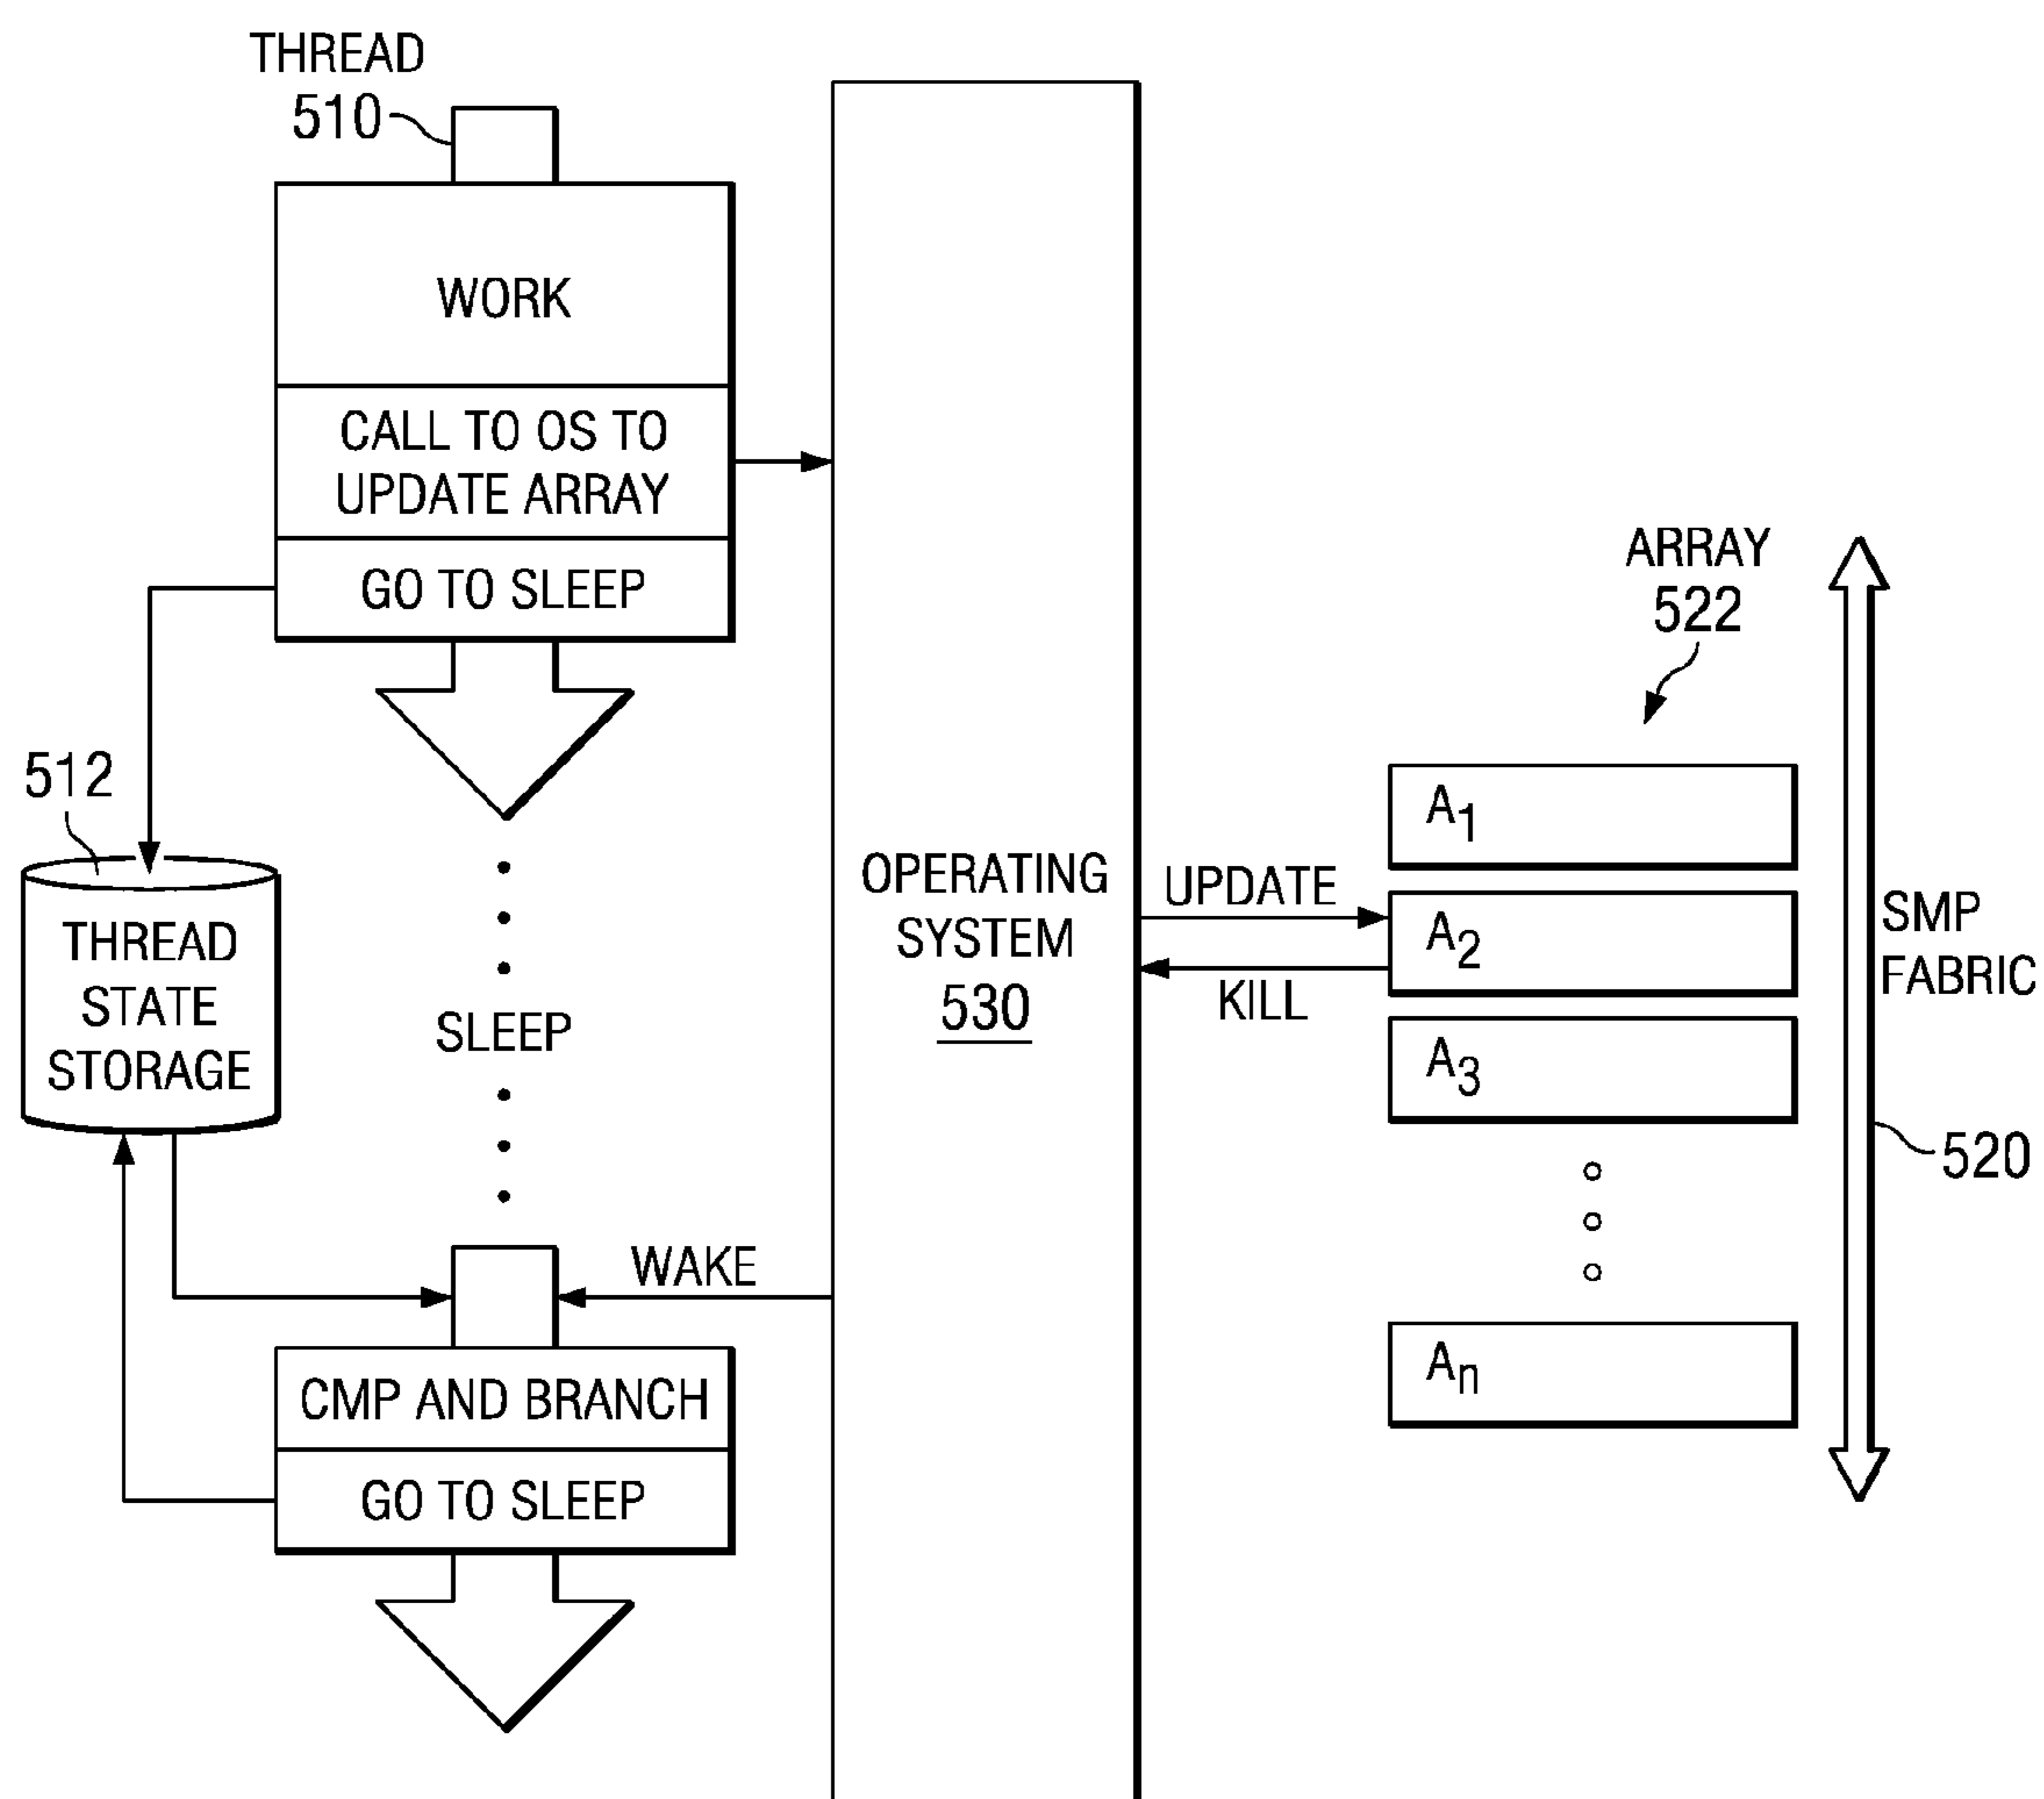 THREAD
510
WORK
CALL TO OS TO
UPDATE ARRAY
GO TO SLEEP
512
THREAD
STATE
STORAGE
SLEEP
WAKE
CMP AND BRANCH
GO TO SLEEP
OPERATING
SYSTEM
530
UPDATE
KILL
ARRAY
522
A1
A2
A3
An
SMP
FABRIC
520